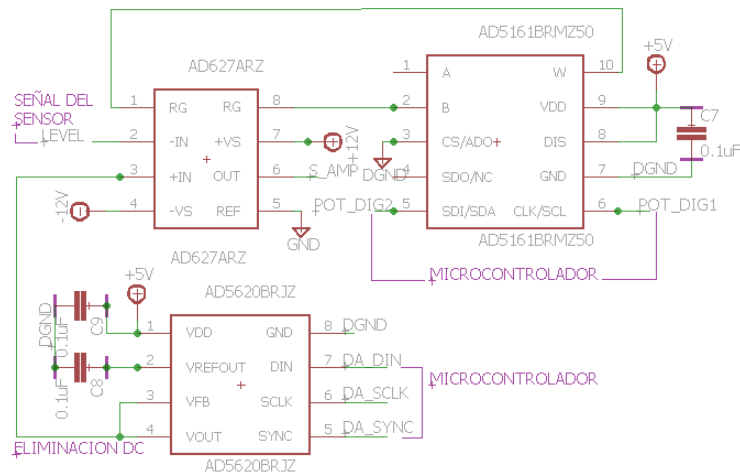 AD5161BRMZ50
+5V
AD627ARZ
1 A W 10
1 RG RG 8
2 B VDD 9
C7
0.1uF
SEÑAL DEL
SENSOR
LEVEL
2 -IN +VS 7
+12V
3 CS/ADO DIS 8
DGND
3 +IN OUT 6
S_AMP
4 SDO/NC GND 7
DGND
-12V
4 -VS REF 5
GND
POT_DIG2
5 SDI/SDA CLK/SCL 6
POT_DIG1
AD5161BRMZ50
AD627ARZ
MICROCONTROLADOR
+5V
AD5620BRJZ
DGND
0.1uF
C9
1 VDD GND 8
DGND
0.1uF
C8
2 VREFOUT DIN 7
DA_DIN
MICROCONTROLADOR
3 VFB SCLK 6
DA_SCLK
4 VOUT SYNC 5
DA_SYNC
ELIMINACION DC
AD5620BRJZ